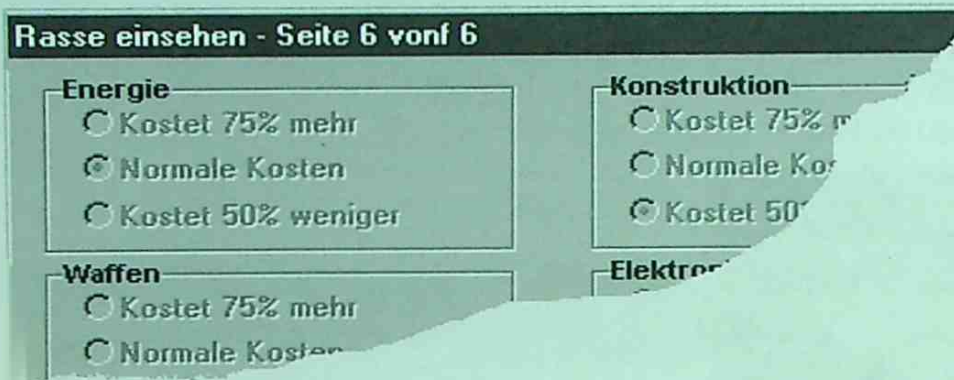 Rasse einsehen - Seite 6 vonf 6
Energie
Kostet 75% mehr
Normale Kosten
Kostet 50% weniger
Konstruktion
Kostet 75%
Normale
Kostet
Waffen
Kostet 75% mehr
Normale Kosten